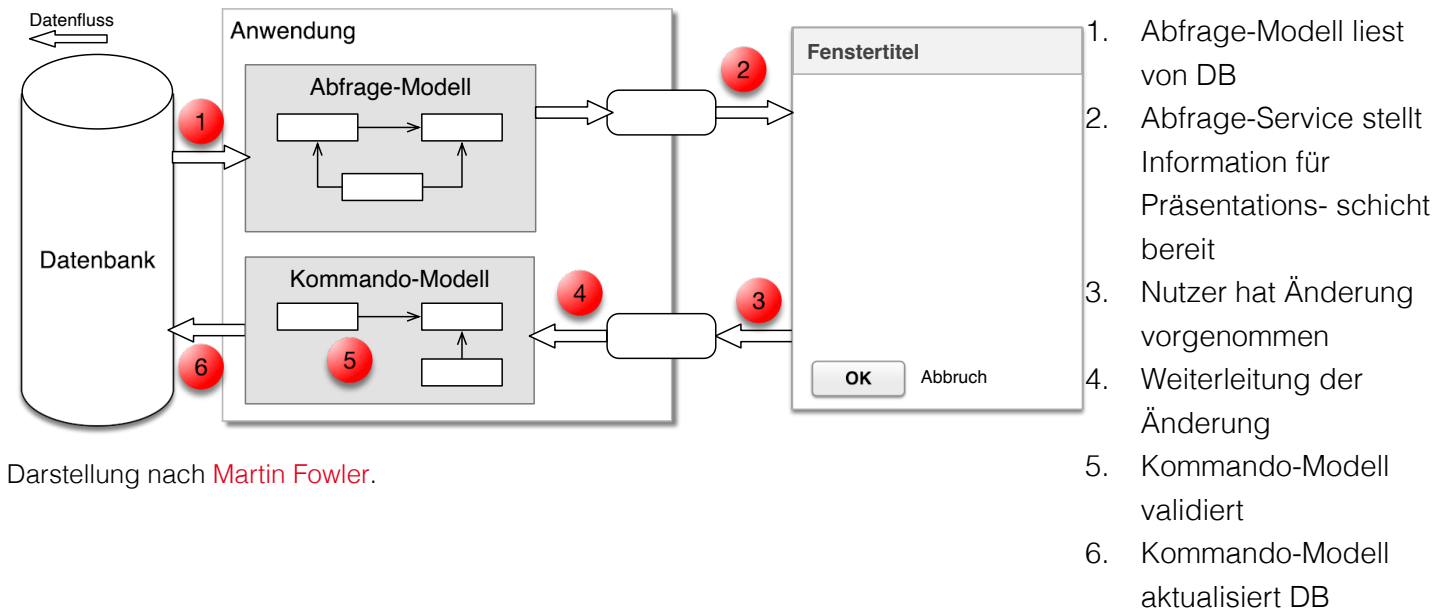 Datenfluss
Anwendung
Abfrage-Modell
1
2
Fenstertitel
Datenbank
Kommando-Modell
4
3
5
6
OK
Abbruch
Darstellung nach Martin Fowler.
1. Abfrage-Modell liest
von DB
2. Abfrage-Service stellt
Information für
Präsentations- schicht
bereit
3. Nutzer hat Änderung
vorgenommen
4. Weiterleitung der
Änderung
5. Kommando-Modell
validiert
6. Kommando-Modell
aktualisiert DB